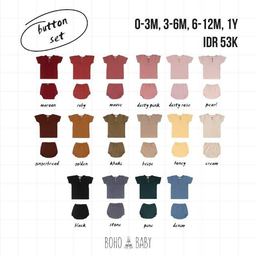 button
set
0-3M, 3-6M, 6-12M, 1Y
IDR 53K
maroon ruby mauve dusty punk dusty rose pearl
gingerbread golden khaki beige honey cream
black stone pine denim
BOHO BABY